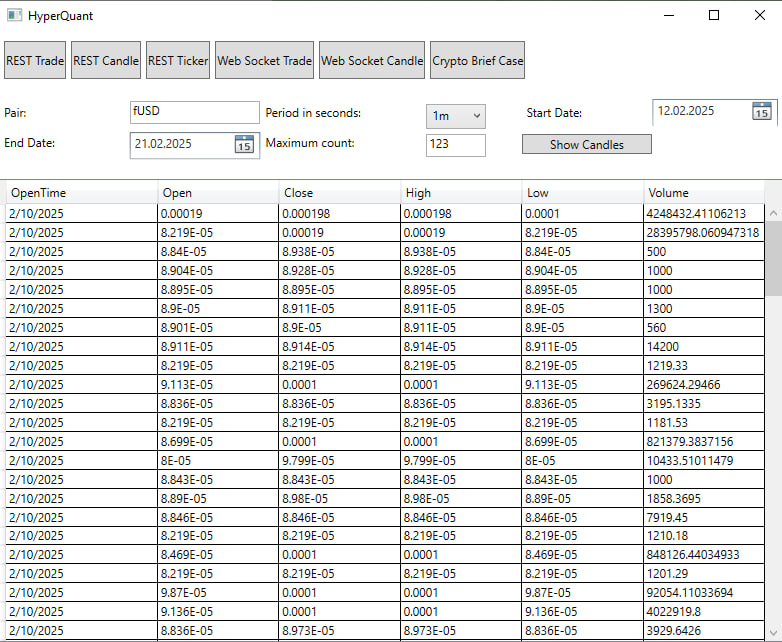 HyperQuant
REST Trade REST Candle REST Ticker Web Socket Trade Web Socket Candle Crypto Brief Case
Pair: fUSD Period in seconds: 1m Start Date: 12.02.2025 15
End Date: 21.02.2025 15 Maximum count: 123 Show Candles
OpenTime Open Close High Low Volume
2/10/2025 0.00019 0.000198 0.000198 0.0001 4248432.41106213
2/10/2025 8.219E-05 0.00019 0.00019 8.219E-05 28395798.060947318
2/10/2025 8.84E-05 8.938E-05 8.938E-05 8.84E-05 500
2/10/2025 8.904E-05 8.928E-05 8.928E-05 8.904E-05 1000
2/10/2025 8.895E-05 8.895E-05 8.895E-05 8.895E-05 1000
2/10/2025 8.9E-05 8.911E-05 8.911E-05 8.9E-05 1300
2/10/2025 8.901E-05 8.9E-05 8.911E-05 8.9E-05 560
2/10/2025 8.911E-05 8.914E-05 8.914E-05 8.911E-05 14200
2/10/2025 8.219E-05 8.219E-05 8.219E-05 8.219E-05 1219.33
2/10/2025 9.113E-05 0.0001 0.0001 9.113E-05 269624.29466
2/10/2025 8.836E-05 8.836E-05 8.836E-05 8.836E-05 3195.1335
2/10/2025 8.219E-05 8.219E-05 8.219E-05 8.219E-05 1181.53
2/10/2025 8.699E-05 0.0001 0.0001 8.699E-05 821379.3837156
2/10/2025 8E-05 9.799E-05 9.799E-05 8E-05 10433.51011479
2/10/2025 8.843E-05 8.843E-05 8.843E-05 8.843E-05 1000
2/10/2025 8.89E-05 8.98E-05 8.98E-05 8.89E-05 1858.3695
2/10/2025 8.846E-05 8.846E-05 8.846E-05 8.846E-05 7919.45
2/10/2025 8.219E-05 8.219E-05 8.219E-05 8.219E-05 1210.18
2/10/2025 8.469E-05 0.0001 0.0001 8.469E-05 848126.44034933
2/10/2025 8.219E-05 8.219E-05 8.219E-05 8.219E-05 1201.29
2/10/2025 9.87E-05 0.0001 0.0001 9.87E-05 92054.11033694
2/10/2025 9.136E-05 0.0001 0.0001 9.136E-05 4022919.8
2/10/2025 8.836E-05 8.973E-05 8.973E-05 8.836E-05 3929.6426